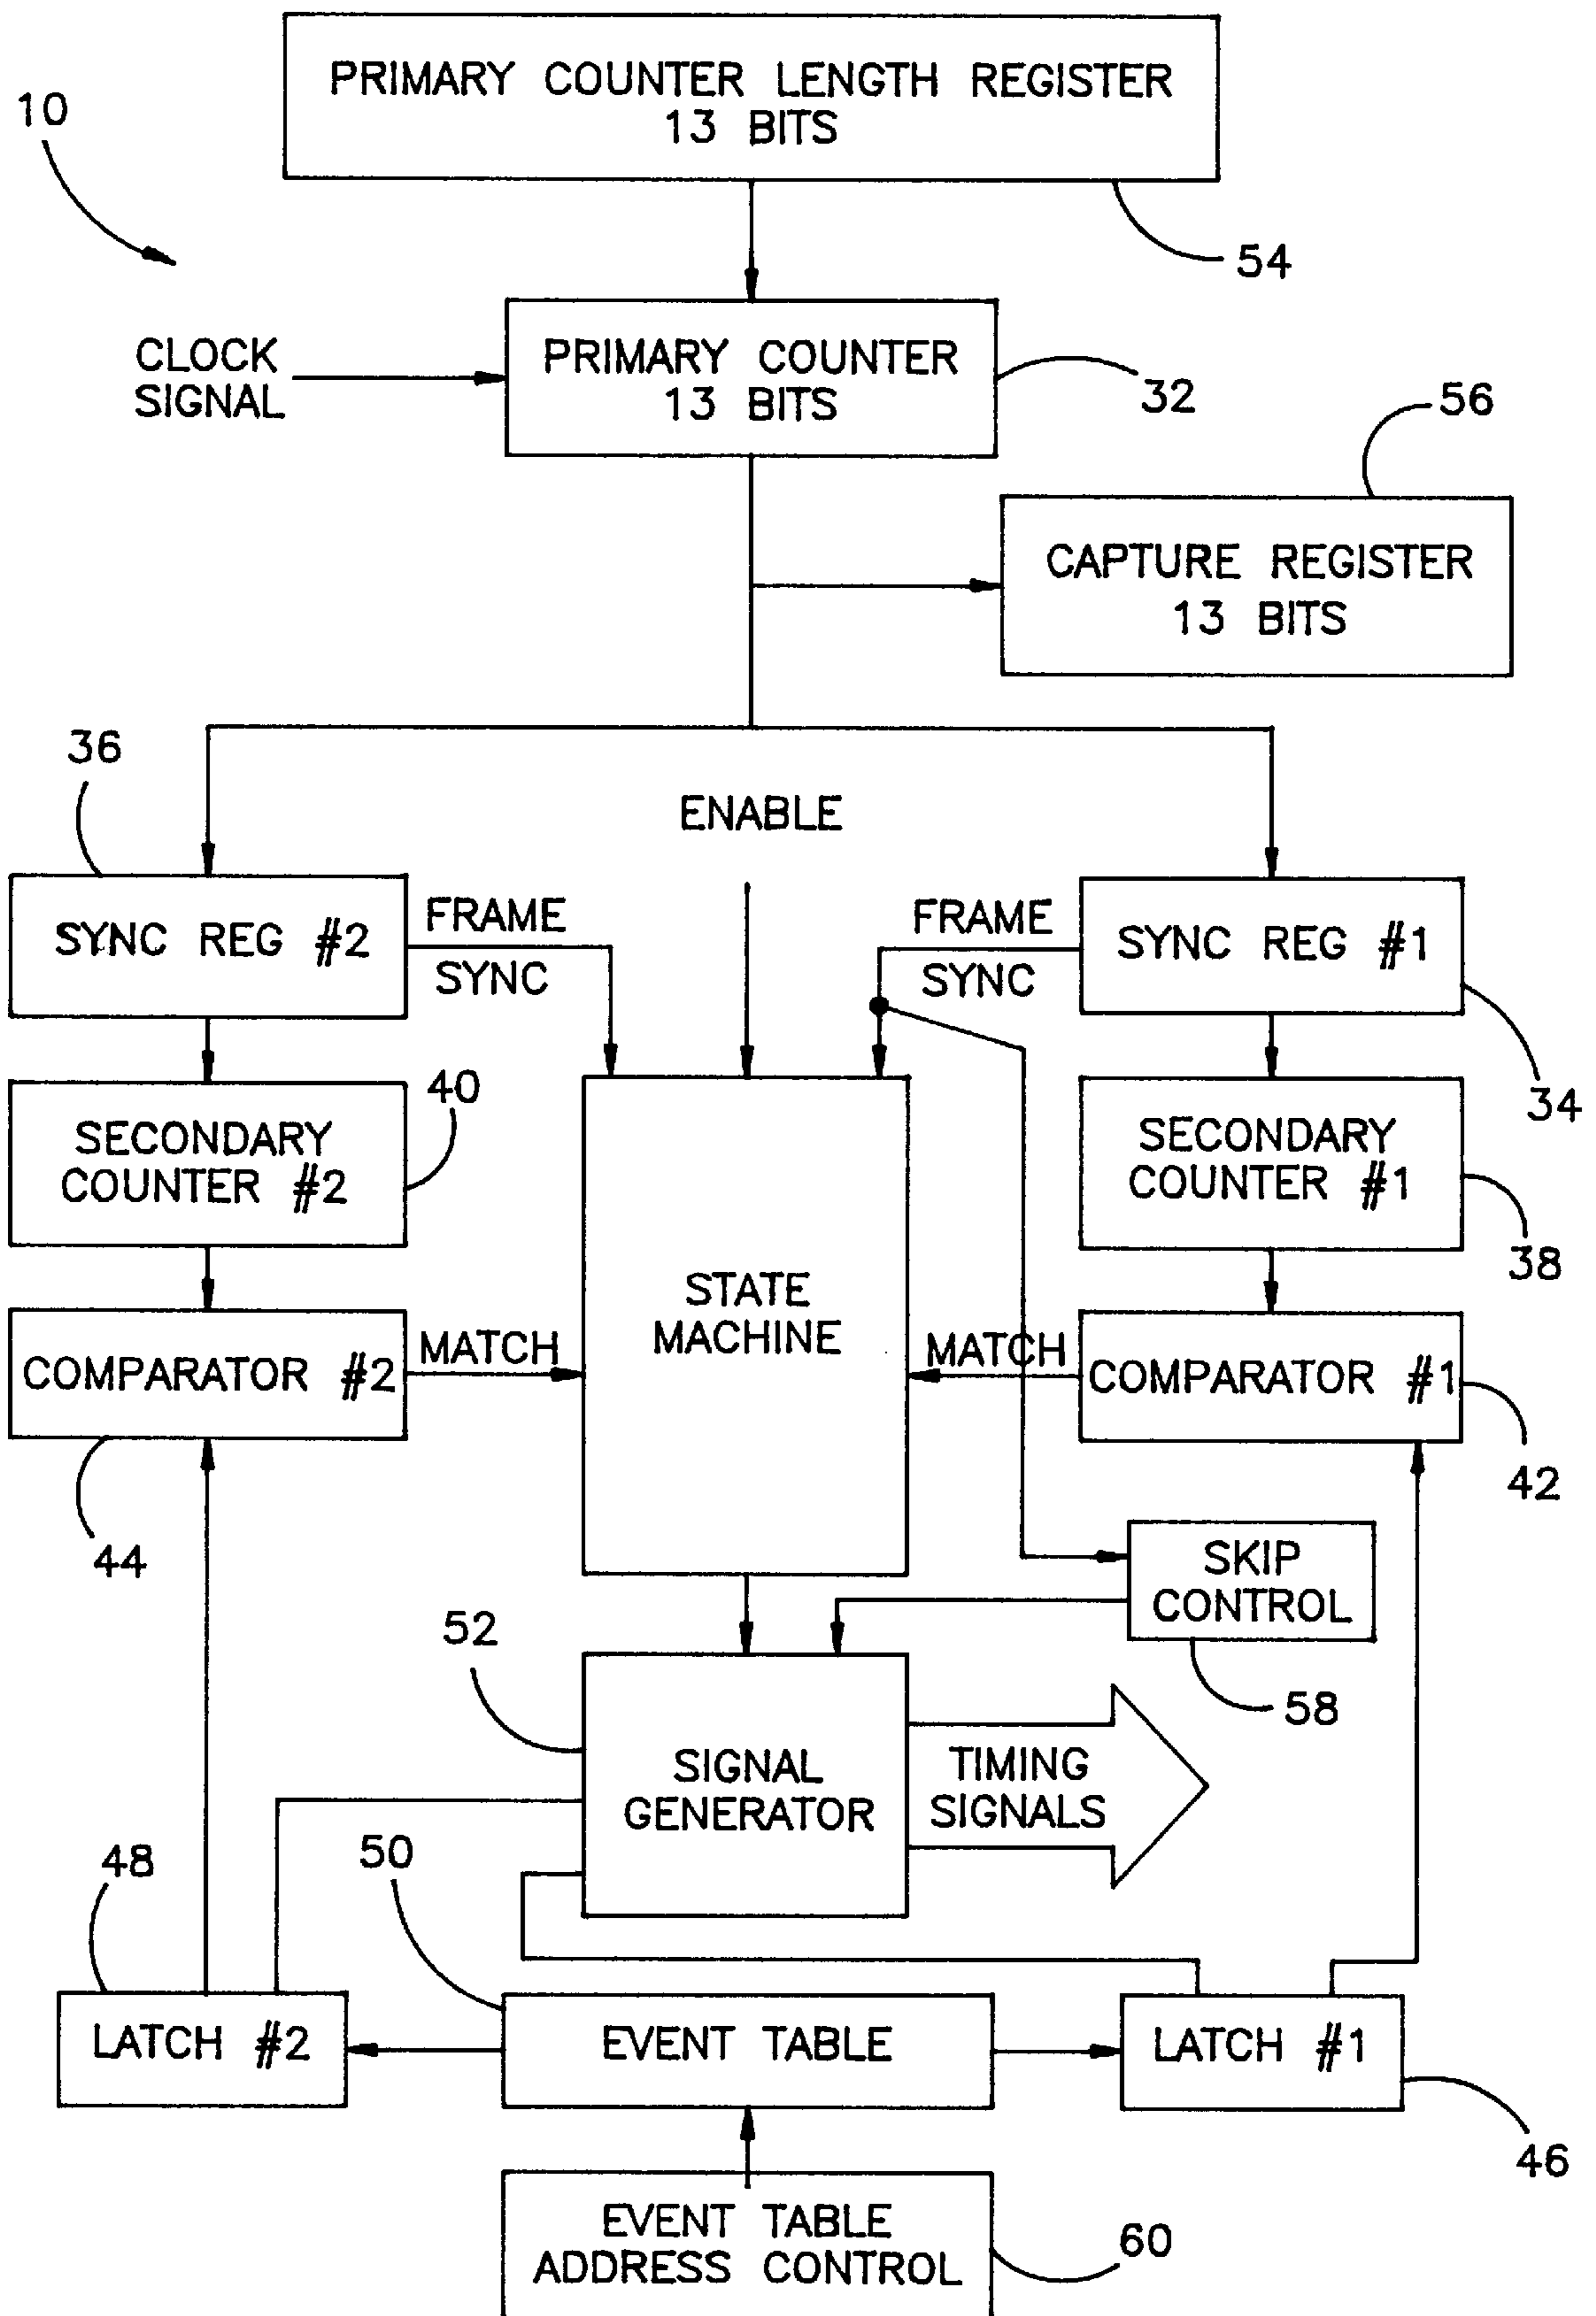 PRIMARY COUNTER LENGTH REGISTER
13 BITS
10
54
CLOCK
SIGNAL
PRIMARY COUNTER
13 BITS
32
56
CAPTURE REGISTER
13 BITS
36
ENABLE
SYNC REG #2
FRAME
SYNC
FRAME
SYNC
SYNC REG #1
34
SECONDARY
COUNTER #2
40
STATE
MACHINE
SECONDARY
COUNTER #1
38
COMPARATOR #2
MATCH
MATCH
COMPARATOR #1
42
44
SKIP
CONTROL
58
52
SIGNAL
GENERATOR
TIMING
SIGNALS
48
50
LATCH #2
EVENT TABLE
LATCH #1
46
EVENT TABLE
ADDRESS CONTROL
60